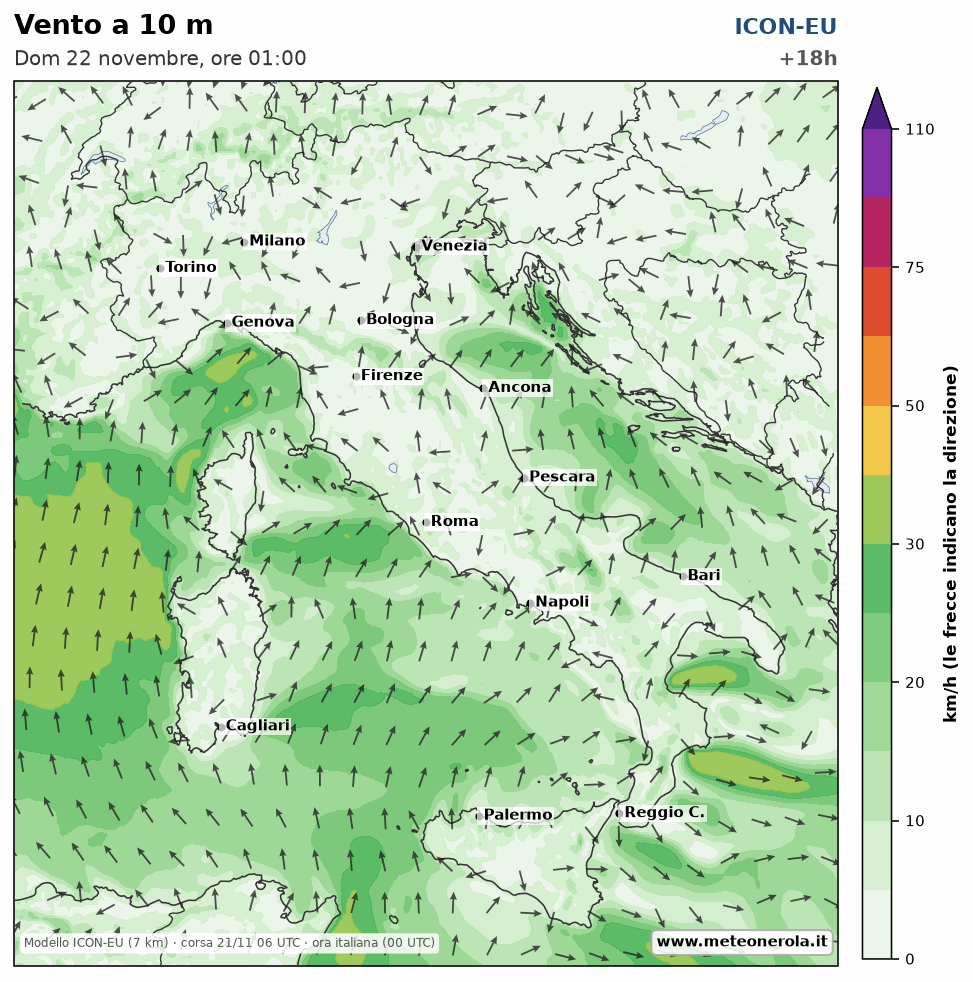 Vento a 10 m
ICON-EU
Dom 22 novembre, ore 01:00
+18h
110
75
50
30
20
10
0
km/h (le frecce indicano la direzione)
Milano
Venezia
Torino
Genova
Bologna
Firenze
Ancona
Pescara
Roma
Bari
Napoli
Cagliari
Palermo
Reggio C.
Modello ICON-EU (7 km) · corsa 21/11 06 UTC · ora italiana (00 UTC)
www.meteonerola.it